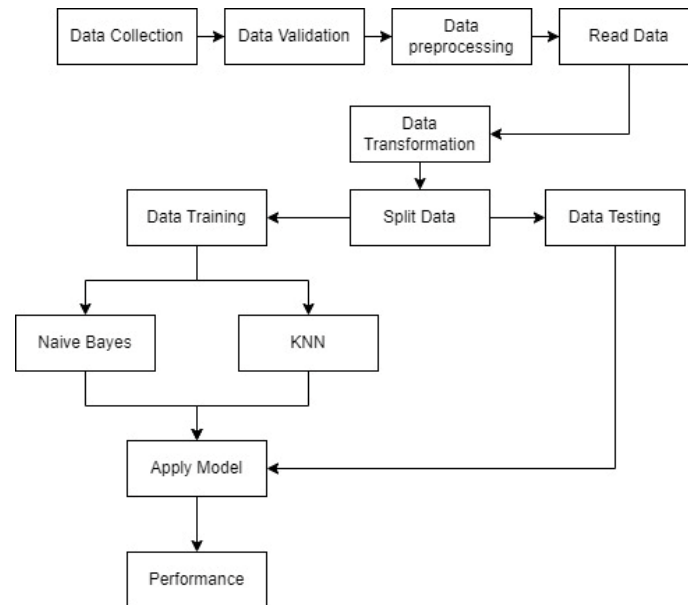 Data Collection
Data Validation
Data
preprocessing
Read Data
Data
Transformation
Data Training
Split Data
Data Testing
Naive Bayes
KNN
Apply Model
Performance